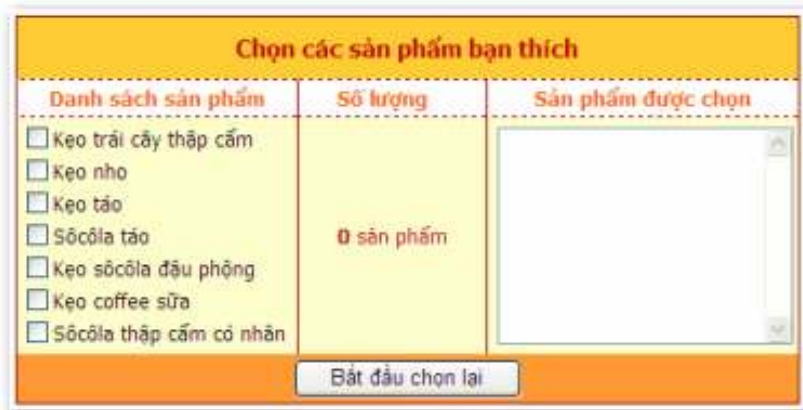 Chọn các sản phẩm bạn thích
Danh sách sản phẩm Số lượng Sản phẩm được chọn
Kẹo trái cây thập cẩm
Kẹo nho
Kẹo táo
Sôcôla táo
0 sản phẩm
Kẹo sôcôla đậu phộng
Kẹo coffee sữa
Sôcôla thập cẩm có nhân
Bắt đầu chọn lại